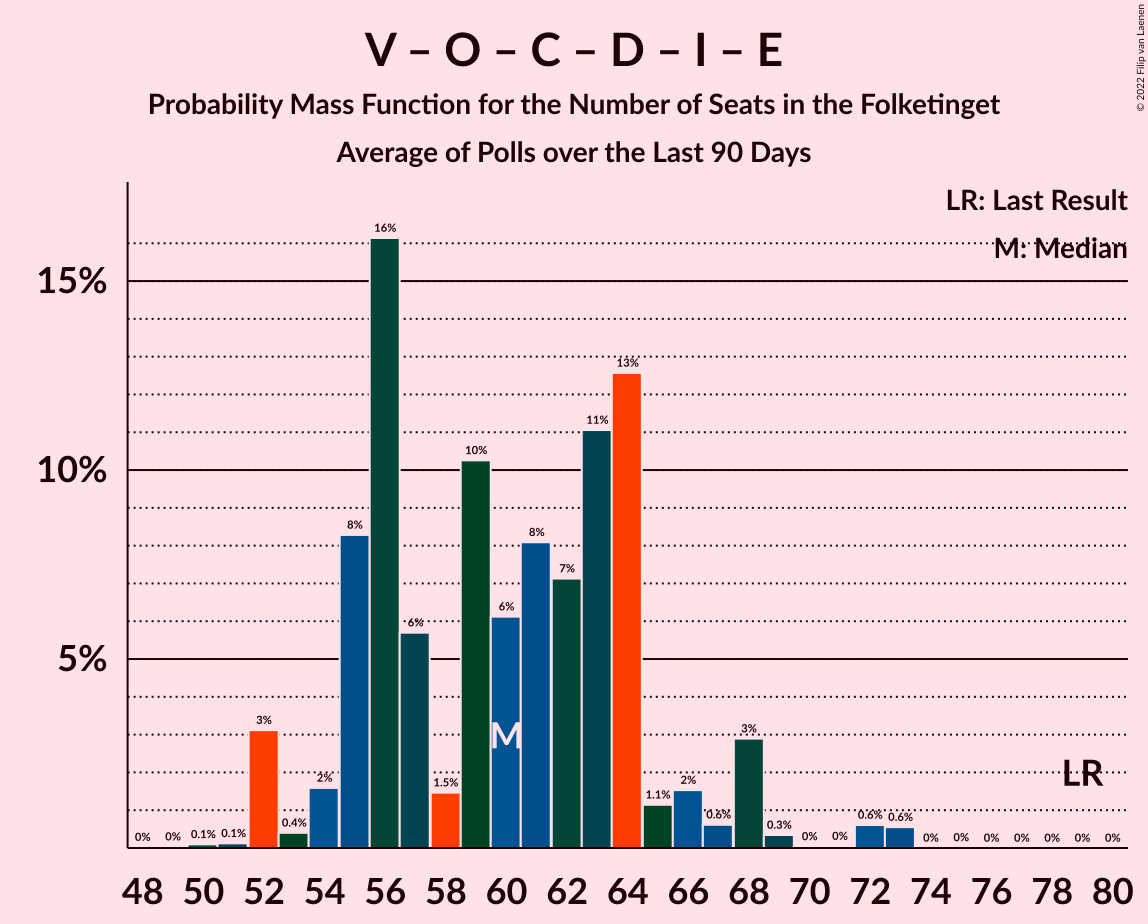 V – O – C – D – I – E
Probability Mass Function for the Number of Seats in the Folketinget
Average of Polls over the Last 90 Days
© 2022 Filip van Laenen
LR: Last Result
M: Median
15%
10%
5%
0% 0% 0.1% 0.1% 3% 0.4% 2% 8% 16% 6% 1.5% 10% 6% 8% 7% 11% 13% 1.1% 2% 0.6% 3% 0.3% 0% 0% 0.6% 0.6% 0% 0% 0% 0% 0% 0% 0%
M
LR
48 50 52 54 56 58 60 62 64 66 68 70 72 74 76 78 80